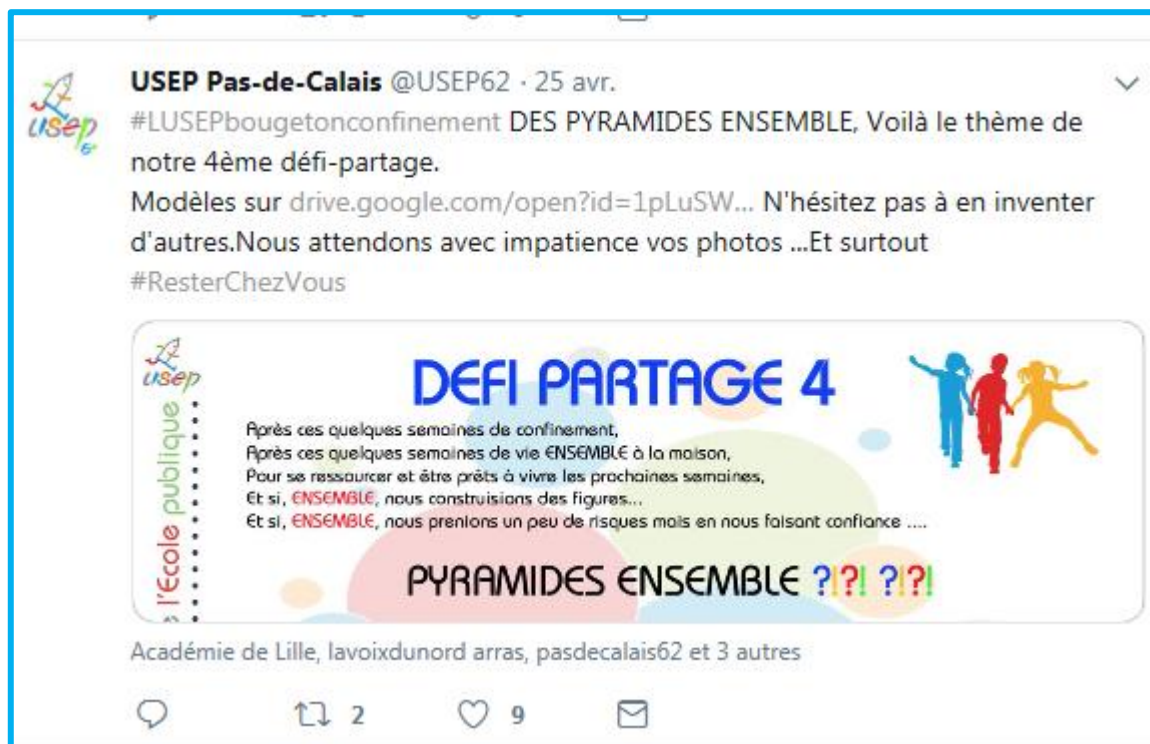 USEP Pas-de-Calais @USEP62 · 25 avr.
#LUSEPbougetonconfinement DES PYRAMIDES ENSEMBLE, Voilà le thème de
notre 4ème défi-partage.
Modèles sur drive.google.com/open?id=1pLuSW... N'hésitez pas à en inventer
d'autres.Nous attendons avec impatience vos photos ...Et surtout
#ResterChezVous
usep
usep
l'École publique
DEFI PARTAGE 4
Après ces quelques semaines de confinement,
Après ces quelques semaines de vie ENSEMBLE à la maison,
Pour se ressourcer et être prêts à vivre les prochaines semaines,
Et si, ENSEMBLE, nous construisions des figures...
Et si, ENSEMBLE, nous prenions un peu de risques mais en nous faisant confiance ....
PYRAMIDES ENSEMBLE ?!?! ?!?!
Académie de Lille, lavoixdunord arras, pasdecalais62 et 3 autres
2 9